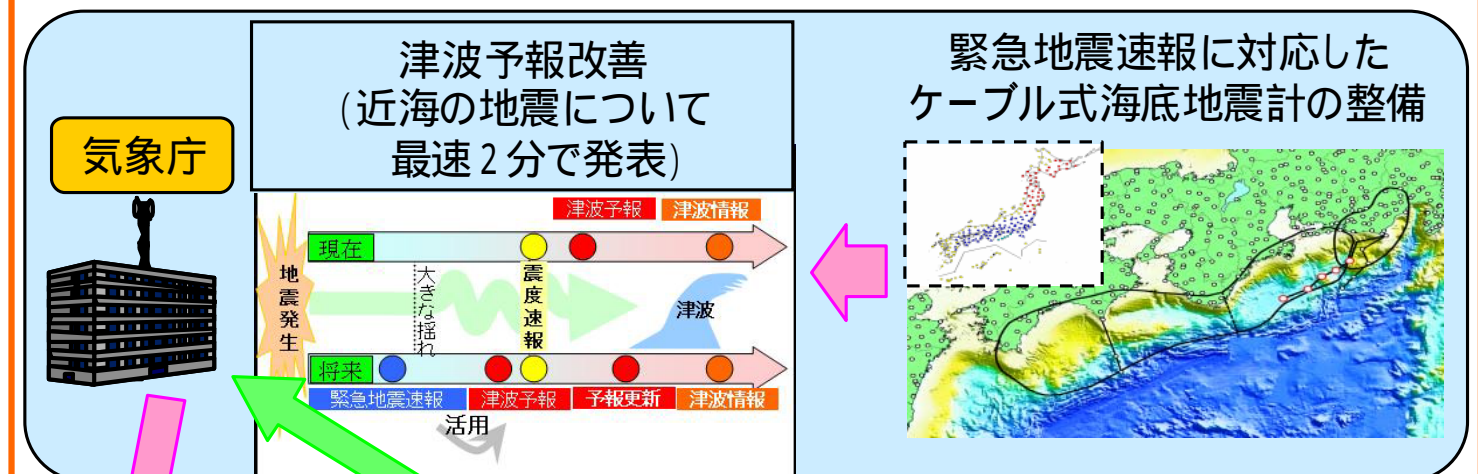 気象庁
津波予報改善
(近海の地震について
最速2分で発表)
緊急地震速報に対応した
ケーブル式海底地震計の整備
津波予報 津波情報
現在
地震発生
大きな揺れ
震度速報
津波
将来
緊急地震速報 津波予報 予報更新 津波情報
活用